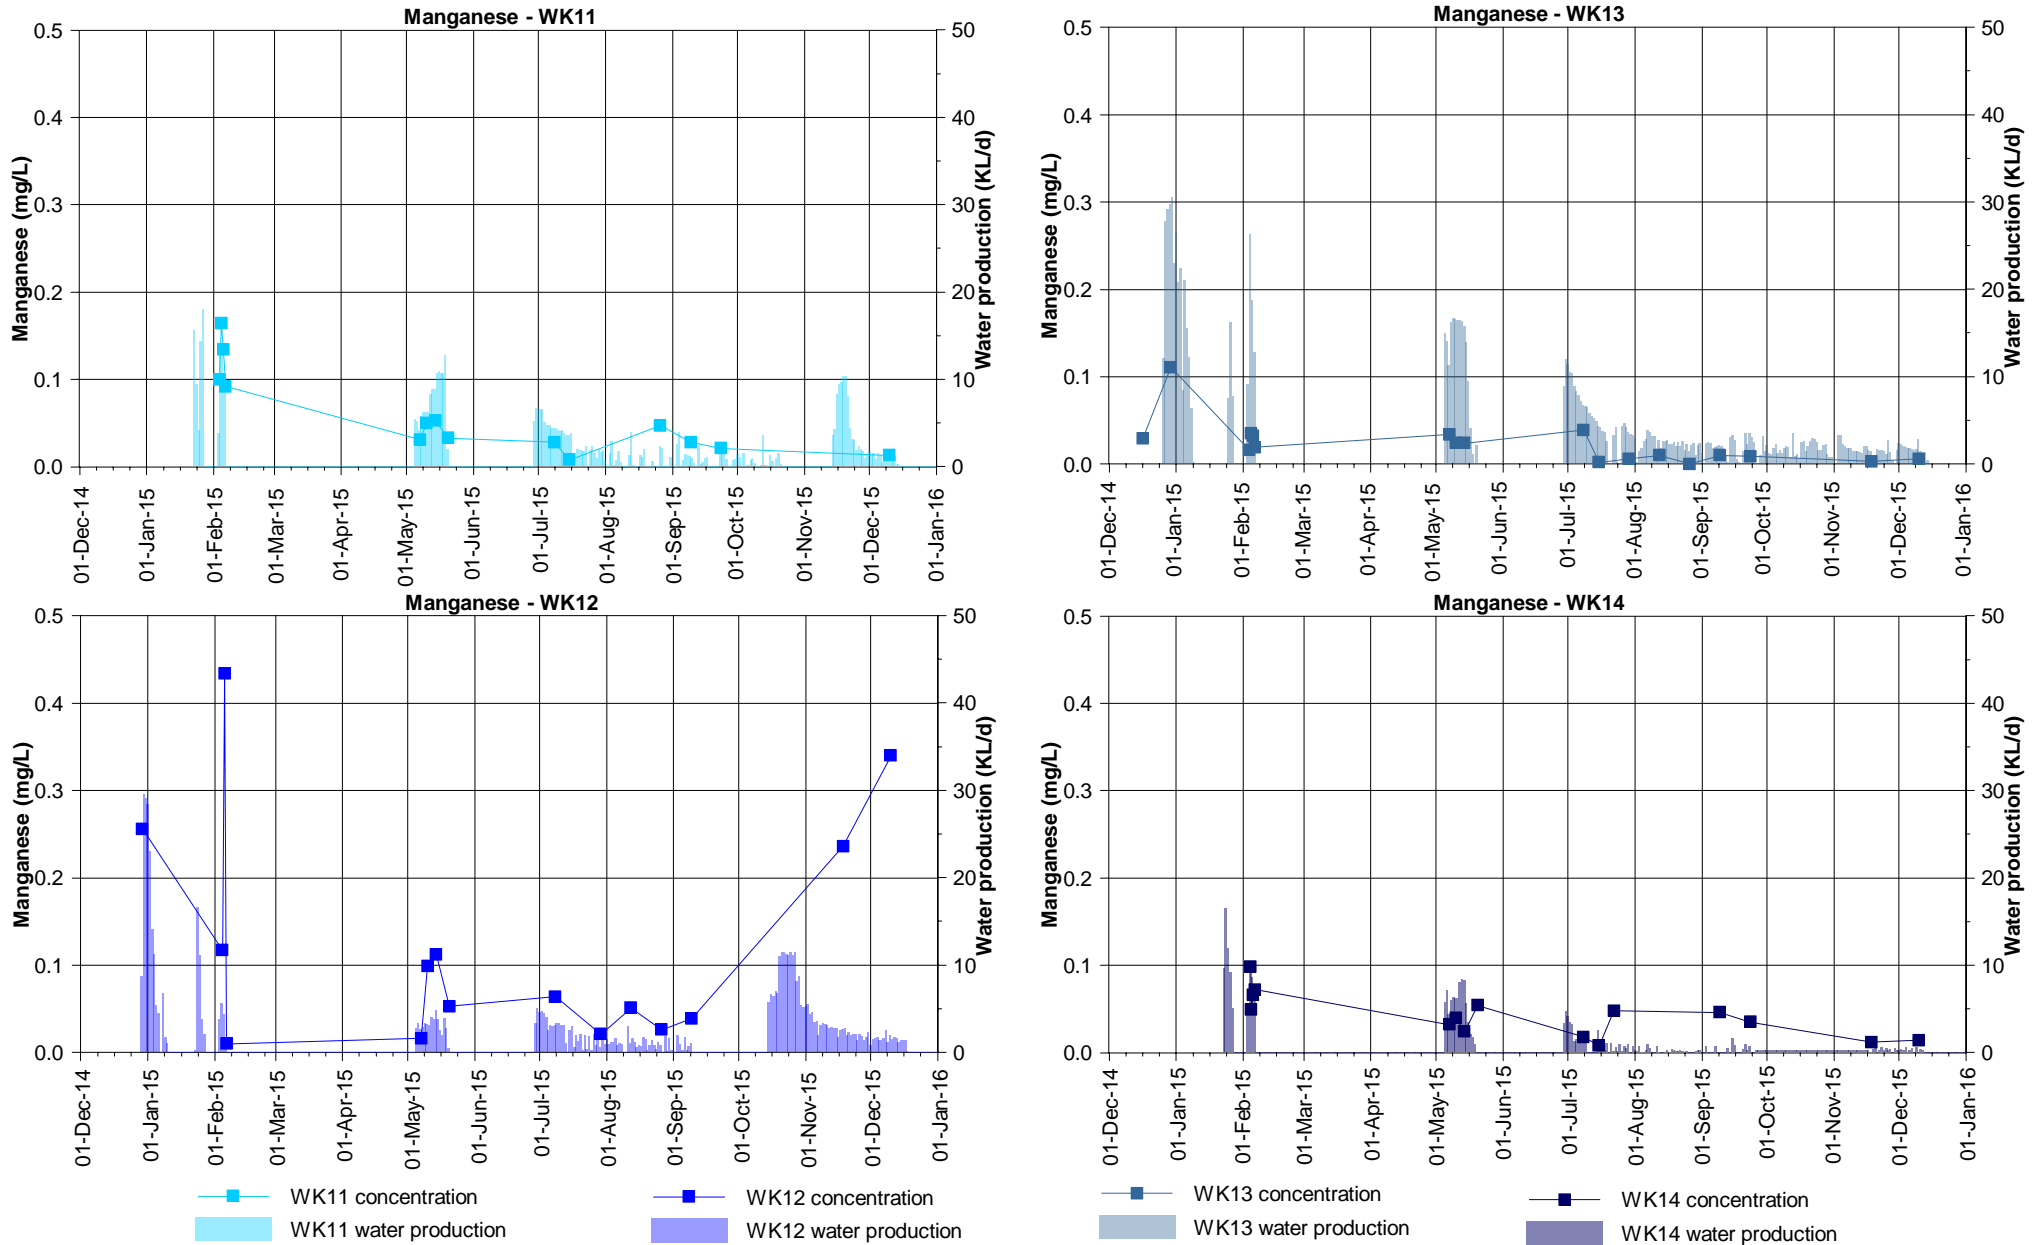 Manganese - WK11
0.5
0.4
0.3
0.2
0.1
0.0
Manganese (mg/L)
50
40
30
20
10
0
Water production (KL/d)
01-Dec-14
01-Jan-15
01-Feb-15
01-Mar-15
01-Apr-15
01-May-15
01-Jun-15
01-Jul-15
01-Aug-15
01-Sep-15
01-Oct-15
01-Nov-15
01-Dec-15
01-Jan-16
Manganese - WK13
0.5
0.4
0.3
0.2
0.1
0.0
Manganese (mg/L)
50
40
30
20
10
0
Water production (KL/d)
01-Dec-14
01-Jan-15
01-Feb-15
01-Mar-15
01-Apr-15
01-May-15
01-Jun-15
01-Jul-15
01-Aug-15
01-Sep-15
01-Oct-15
01-Nov-15
01-Dec-15
01-Jan-16
Manganese - WK12
0.5
0.4
0.3
0.2
0.1
0.0
Manganese (mg/L)
50
40
30
20
10
0
Water production (KL/d)
01-Dec-14
01-Jan-15
01-Feb-15
01-Mar-15
01-Apr-15
01-May-15
01-Jun-15
01-Jul-15
01-Aug-15
01-Sep-15
01-Oct-15
01-Nov-15
01-Dec-15
01-Jan-16
Manganese - WK14
0.5
0.4
0.3
0.2
0.1
0.0
Manganese (mg/L)
50
40
30
20
10
0
Water production (KL/d)
01-Dec-14
01-Jan-15
01-Feb-15
01-Mar-15
01-Apr-15
01-May-15
01-Jun-15
01-Jul-15
01-Aug-15
01-Sep-15
01-Oct-15
01-Nov-15
01-Dec-15
01-Jan-16
WK11 concentration
WK11 water production
WK12 concentration
WK12 water production
WK13 concentration
WK13 water production
WK14 concentration
WK14 water production